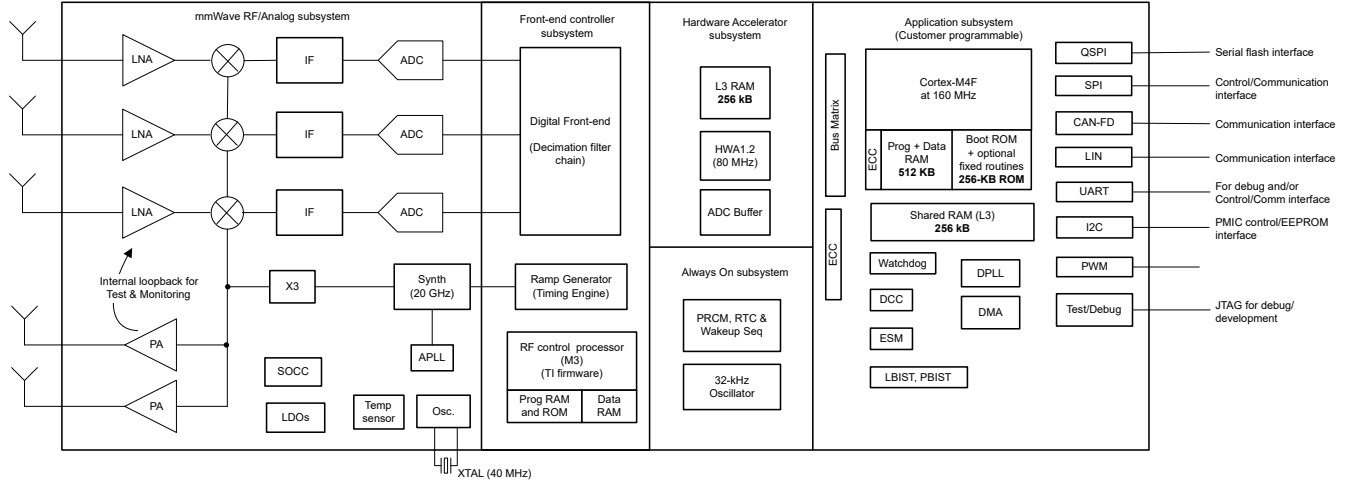 mmWave RF/Analog subsystem
LNA
IF
ADC
LNA
IF
ADC
LNA
IF
ADC
Internal loopback for
Test & Monitoring
X3
Synth
(20 GHz)
PA
APLL
SOCC
PA
LDOs
Temp
sensor
Osc.
XTAL (40 MHz)
Front-end controller
subsystem
Digital Front-end
(Decimation filter
chain)
Ramp Generator
(Timing Engine)
RF control processor
(M3)
(TI firmware)
Prog RAM
and ROM
Data
RAM
Hardware Accelerator
subsystem
L3 RAM
256 kB
HWA1.2
(80 MHz)
ADC Buffer
Always On subsystem
PRCM, RTC &
Wakeup Seq
32-kHz
Oscillator
Application subsystem
(Customer programmable)
Bus Matrix
Cortex-M4F
at 160 MHz
ECC
Prog + Data
RAM
512 KB
Boot ROM
+ optional
fixed routines
256-KB ROM
ECC
Shared RAM (L3)
256 kB
Watchdog
DPLL
DCC
DMA
ESM
LBIST, PBIST
QSPI
Serial flash interface
SPI
Control/Communication
interface
CAN-FD
Communication interface
LIN
Communication interface
UART
For debug and/or
Control/Comm interface
I2C
PMIC control/EEPROM
interface
PWM
Test/Debug
JTAG for debug/
development